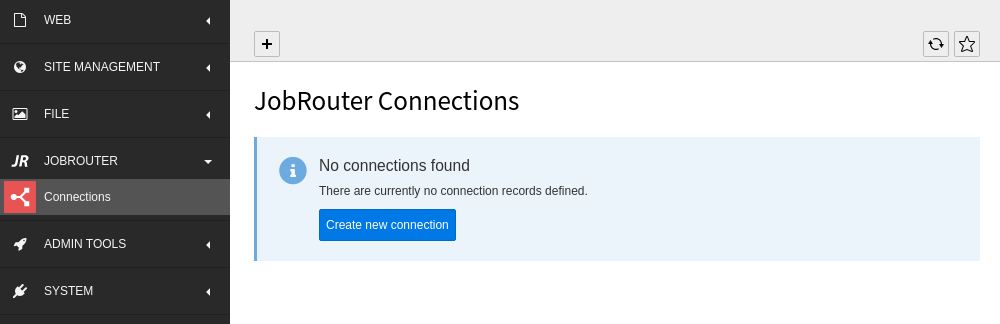 WEB
SITE MANAGEMENT
FILE
JR JOBROUTER
Connections
ADMIN TOOLS
SYSTEM
JobRouter Connections
No connections found
There are currently no connection records defined.
Create new connection